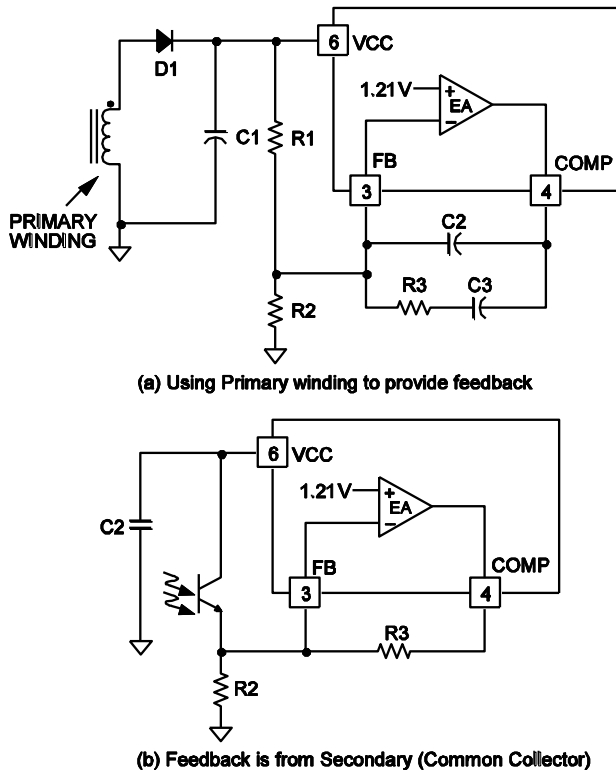 6
VCC
D1
1.21V
+
EA
−
C1
R1
FB
COMP
3
4
PRIMARY
WINDING
C2
R3
C3
R2
(a) Using Primary winding to provide feedback
6
VCC
1.21V
+
EA
−
C2
FB
COMP
3
4
R3
R2
(b) Feedback is from Secondary (Common Collector)